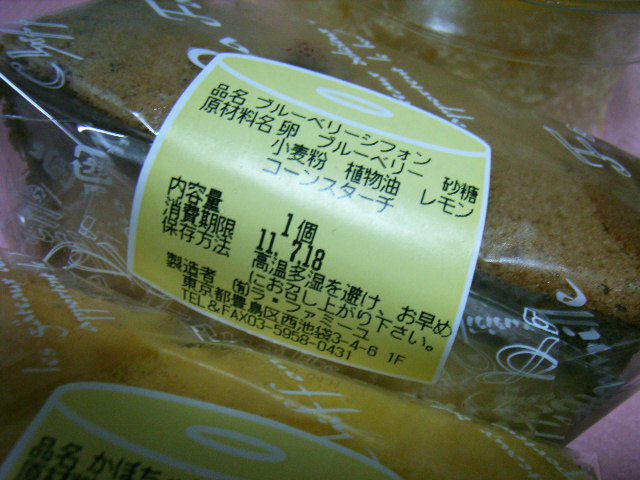 品名 ブルーベリーシフォン
原材料名 卵 ブルーベリー 砂糖
小麦粉 植物油 レモン
コーンスターチ
内容量 1個
消費期限 11.7.18
保存方法 高温多湿を避け お早め
にお召し上がり下さい。
製造者 ㈲ラ・ファミーユ
東京都豊島区西池袋3-4-6 1F
TEL&FAX03-5958-0431
品名 かぼち